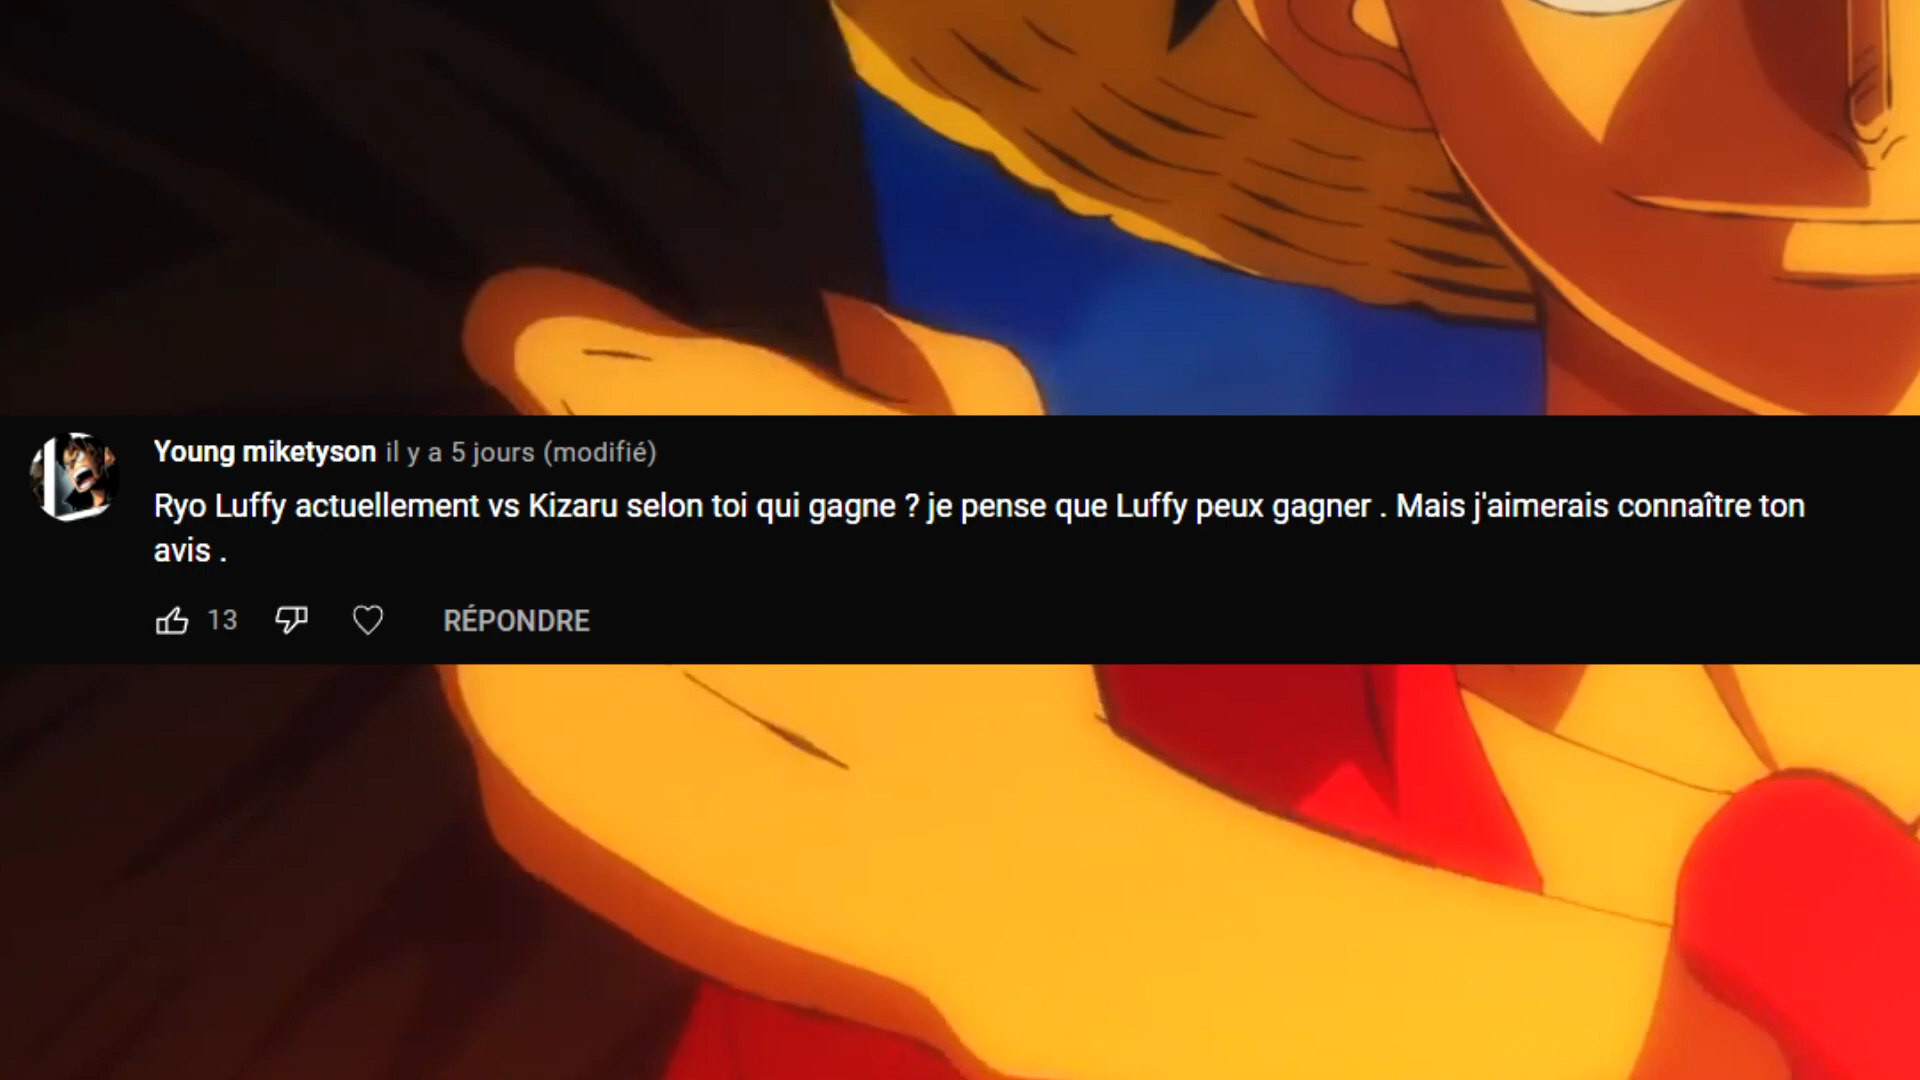 Young miketyson il y a 5 jours (modifié)
Ryo Luffy actuellement vs Kizaru selon toi qui gagne ? je pense que Luffy peux gagner . Mais j'aimerais connaître ton
avis .
13 RÉPONDRE